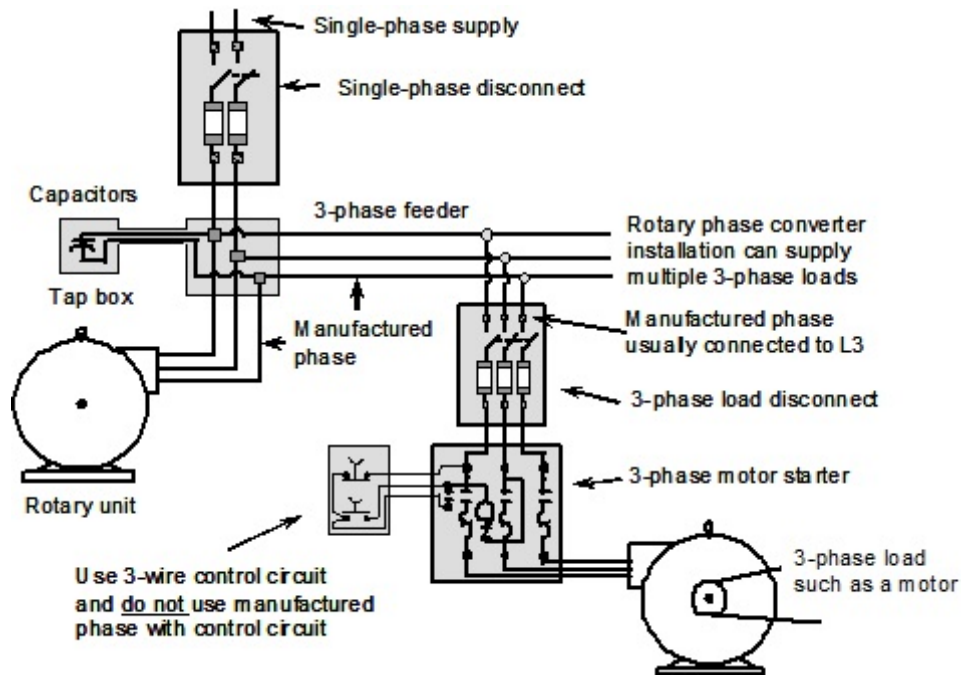 Single-phase supply
Single-phase disconnect
Capacitors
3-phase feeder
Rotary phase converter
installation can supply
multiple 3-phase loads
Tap box
Manufactured
phase
Manufactured phase
usually connected to L3
3-phase load disconnect
Rotary unit
3-phase motor starter
Use 3-wire control circuit
and do not use manufactured
phase with control circuit
3-phase load
such as a motor